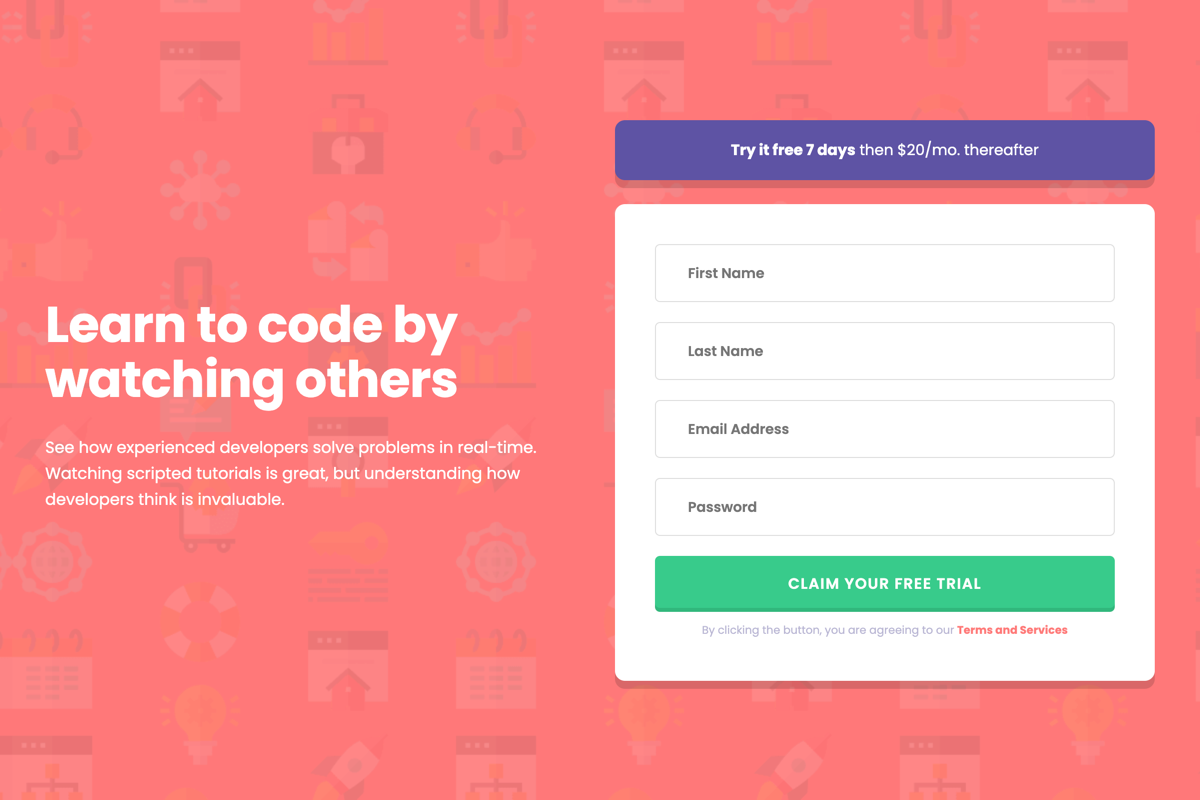 Learn to code by
watching others
See how experienced developers solve problems in real-time.
Watching scripted tutorials is great, but understanding how
developers think is invaluable.
Try it free 7 days then $20/mo. thereafter
First Name
Last Name
Email Address
Password
CLAIM YOUR FREE TRIAL
By clicking the button, you are agreeing to our Terms and Services